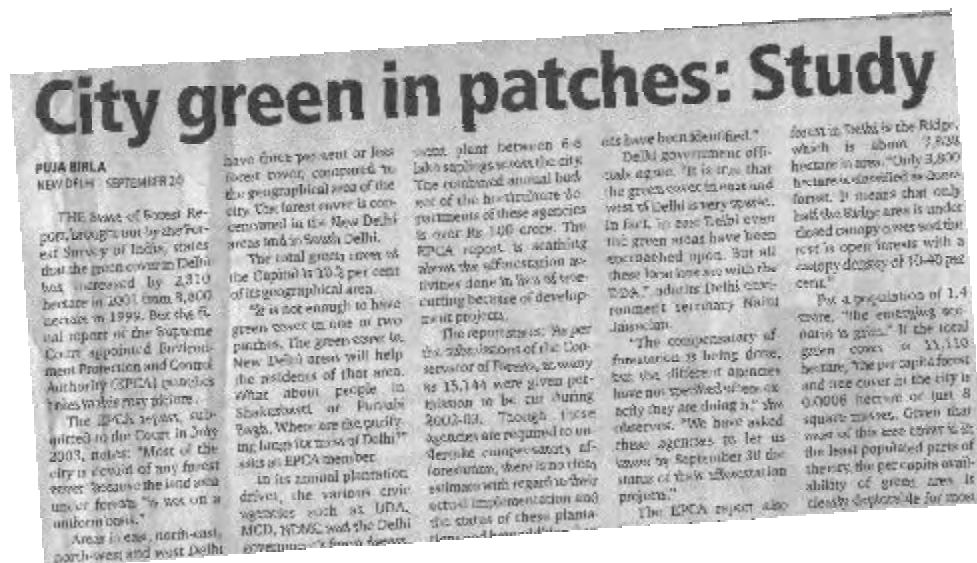 City green in patches: Study
PUJA BIRLA
NEW DELHI SEPTEMBER 20
THE State of Forest Re-
port, brought out by the For-
est Survey of India, states
that the green cover in Delhi
has increased by 2,310
hectare in 2001 from 8,800
hectare in 1999. But the
report of the Supreme
Court appointed Environ-
ment Protection and Control
Authority (EPCA)
holes in this rosy picture.
The EPCA report, sub-
mitted to the Court in July
2003, notes: "Most of the
city is devoid of any forest
cover because the land area
under forests is not on a
uniform basis."
Areas in east, north-east,
north-west and west Delhi
have three per cent or less
forest cover, compared to
the geographical area of the
city. The forest cover is con-
centrated in the New Delhi
areas and in South Delhi.
The total green cover of
the Capital is 10.2 per cent
of its geographical area.
"It is not enough to have
green cover in one or two
patches. The green cover in
New Delhi areas will help
the residents of that area.
What about people in
or Punjabi
Bagh. Where are the purify-
ing lungs for most of Delhi?"
asks an EPCA member.
In its annual plantation
drives, the various civic
agencies such as DDA,
MCD, NDMC and the Delhi
government's forest
plant between 6-8
lakh saplings across the city.
The combined annual bud-
get of the horticulture de-
partments of these agencies
is over Rs 100 crore. The
EPCA report is scathing
about the afforestation ac-
tivities done in lieu of tree-
cutting because of develop-
ment projects.
The report states: "As per
the submissions of the Con-
servator of Forests, as many
as 15,144 were given per-
mission to be cut during
2002-03. Though these
agencies are required to un-
dertake compensatory af-
forestation, there is no clear
estimate with regard to their
actual implementation and
the status of these planta-
tions and
have been identified."
Delhi government offi-
cials agree. "It is true that
the green cover in east and
west of Delhi is very sparse.
In fact, in east Delhi even
the green areas have been
encroached upon. But all
these are with the
DDA," admits Delhi envi-
ronment secretary Naini
Jaiseelan.
"The compensatory af-
forestation is being done,
but the different agencies
have not specified where ex-
actly they are doing it," she
observes. "We have asked
these agencies to let us
know by September 30 the
status of their afforestation
projects."
The EPCA report also
forest in Delhi is the Ridge,
which is about 7,800
hectare in area. "Only 3,800
hectare is classified as dense
forest. It means that only
half the Ridge area is under
closed canopy cover and the
rest is open forests with a
canopy density of 10-40 per
cent."
For a population of 1.4
crore, "the emerging sce-
nario is grim." If the total
green cover is 11,110
hectare, "the per capita forest
and tree cover in the city is
0.0008 hectare or just 8
square metres. Given that
most of this tree cover is in
the least populated parts of
the city, the per capita avail-
ability of green area is
clearly deplorable for most